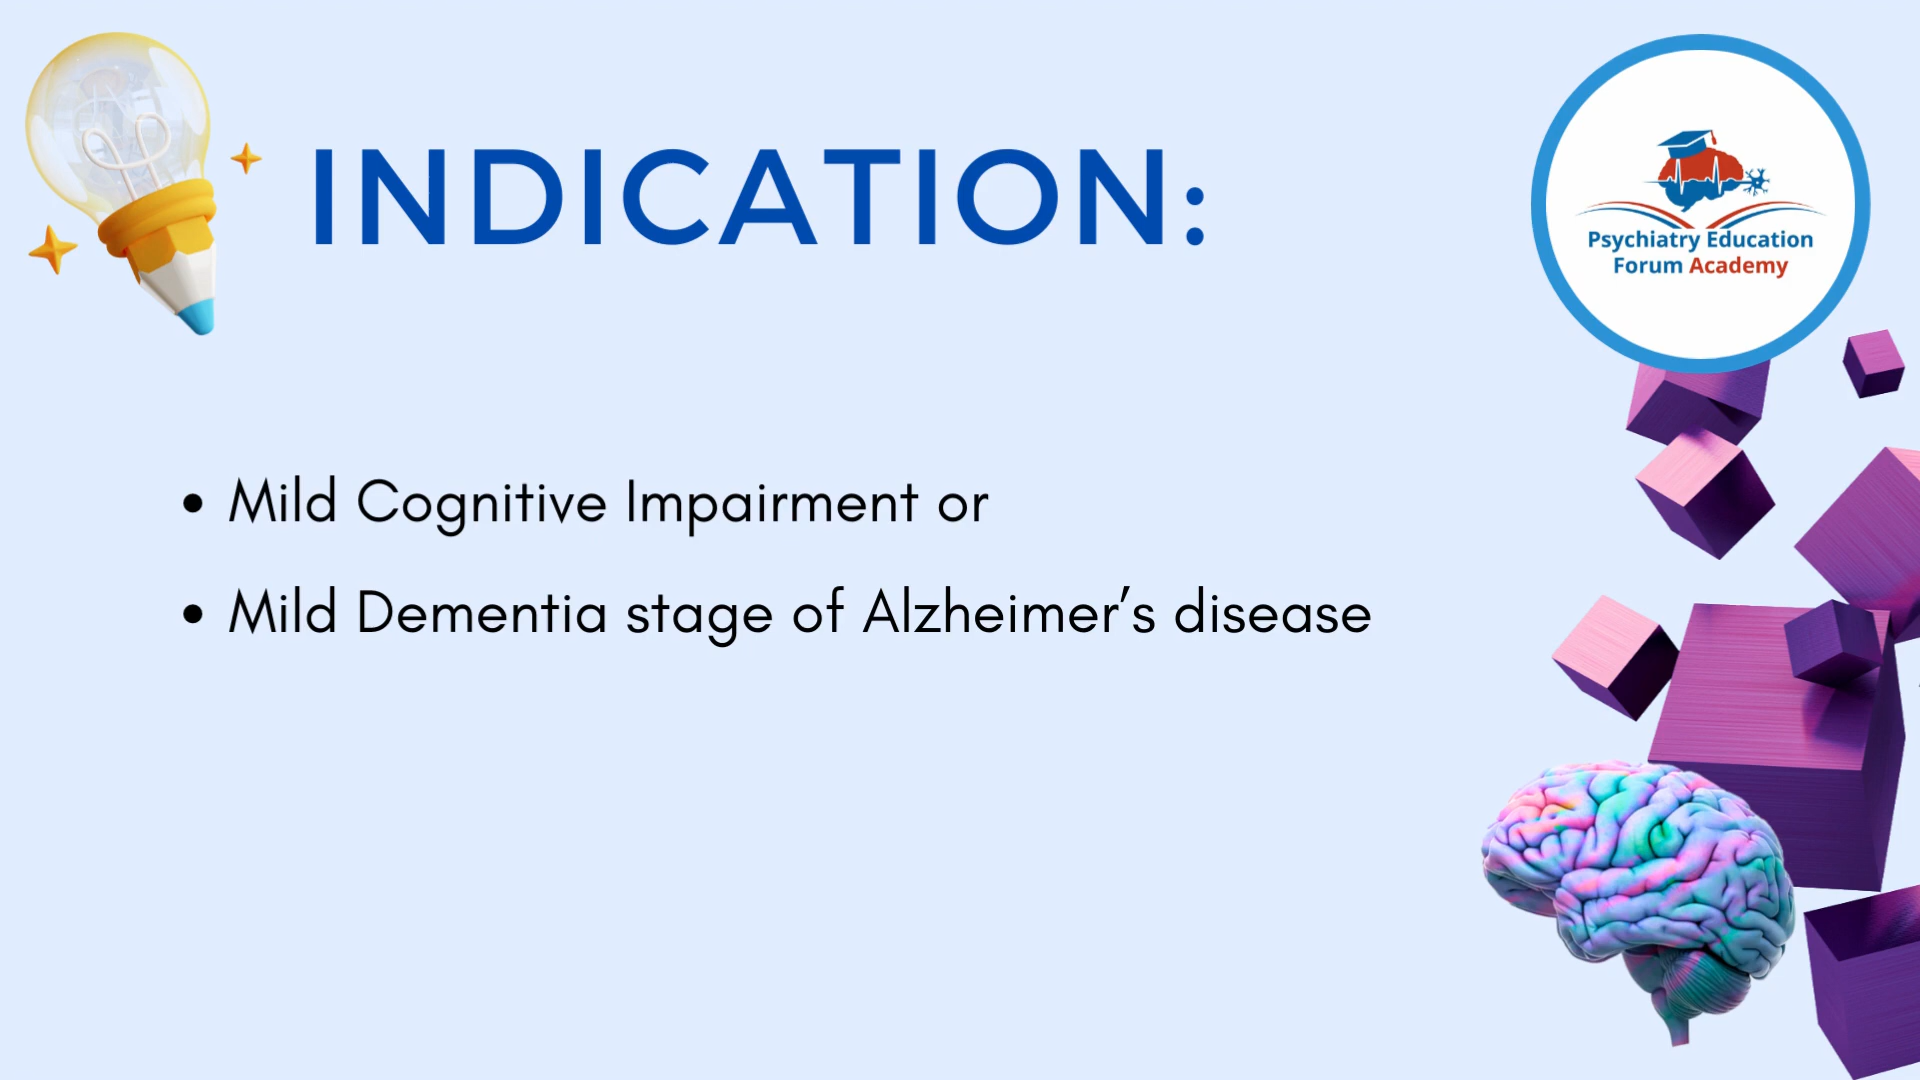 INDICATION:
Psychiatry Education
Forum Academy
• Mild Cognitive Impairment or
• Mild Dementia stage of Alzheimer’s disease